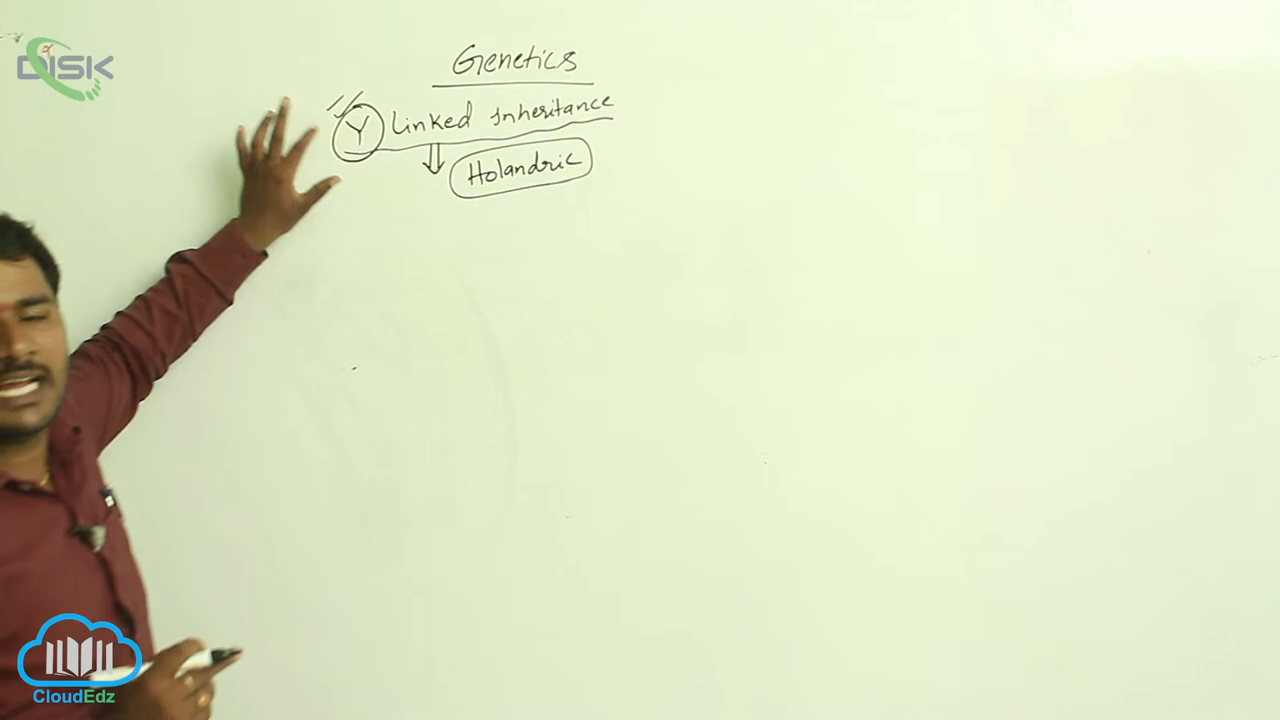 DISK
Genetics
Y Linked Inheritance
Holandric
CloudEdz